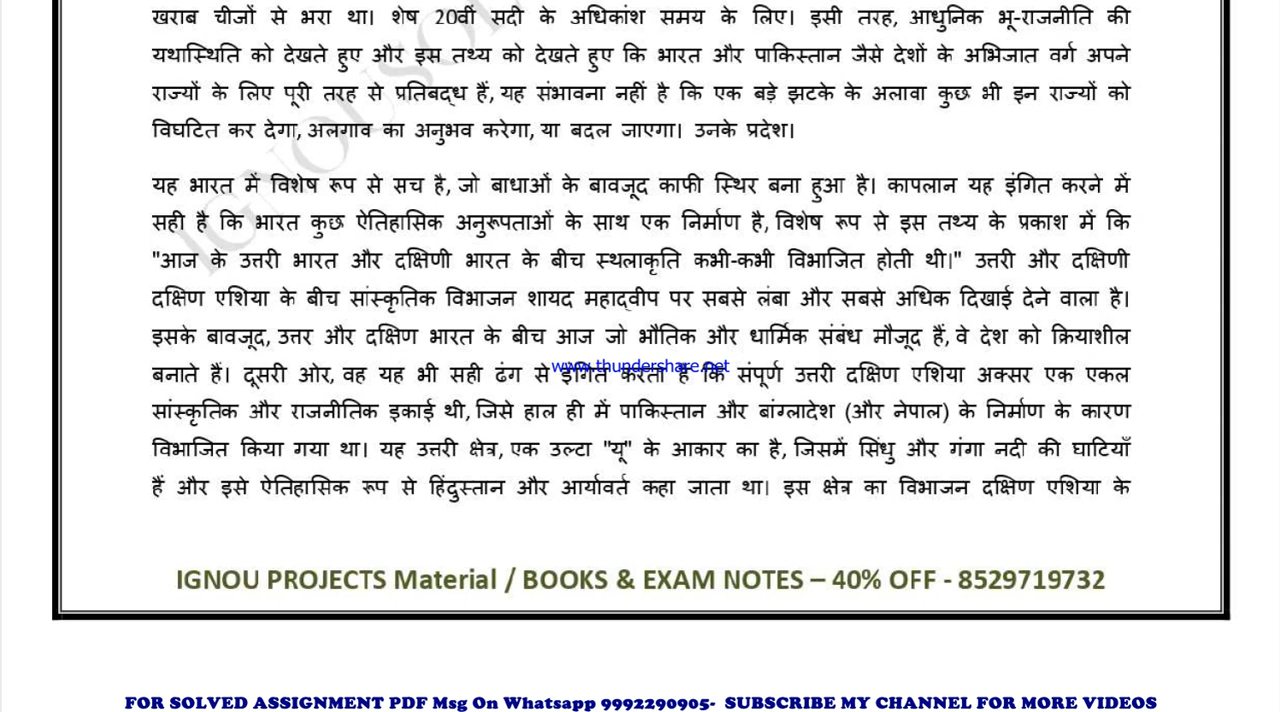 खराब चीजों से भरा था। शेष 20वीं सदी के अधिकांश समय के लिए। इसी तरह, आधुनिक भू-राजनीति की
यथास्थिति को देखते हुए और इस तथ्य को देखते हुए कि भारत और पाकिस्तान जैसे देशों के अभिजात वर्ग अपने
राज्यों के लिए पूरी तरह से प्रतिबद्ध हैं, यह संभावना नहीं है कि एक बड़े झटके के अलावा कुछ भी इन राज्यों को
विघटित कर देगा, अलगाव का अनुभव करेगा, या बदल जाएगा। उनके प्रदेश।
यह भारत में विशेष रूप से सच है, जो बाधाओं के बावजूद काफी स्थिर बना हुआ है। कापलान यह इंगित करने में
सही है कि भारत कुछ ऐतिहासिक अनुरूपताओं के साथ एक निर्माण है, विशेष रूप से इस तथ्य के प्रकाश में कि
"आज के उत्तरी भारत और दक्षिणी भारत के बीच स्थलाकृति कभी-कभी विभाजित होती थी।" उत्तरी और दक्षिणी
दक्षिण एशिया के बीच सांस्कृतिक विभाजन शायद महाद्वीप पर सबसे लंबा और सबसे अधिक दिखाई देने वाला है।
इसके बावजूद, उत्तर और दक्षिण भारत के बीच आज जो भौतिक और धार्मिक संबंध मौजूद हैं, वे देश को क्रियाशील
बनाते हैं। दूसरी ओर, वह यह भी सही ढंग से इंगित करता है कि संपूर्ण उत्तरी दक्षिण एशिया अक्सर एक एकल
www.thundershare.net
सांस्कृतिक और राजनीतिक इकाई थी, जिसे हाल ही में पाकिस्तान और बांग्लादेश (और नेपाल) के निर्माण के कारण
विभाजित किया गया था। यह उत्तरी क्षेत्र, एक उल्टा "यू" के आकार का है, जिसमें सिंधु और गंगा नदी की घाटियाँ
हैं और इसे ऐतिहासिक रूप से हिंदुस्तान और आर्यावर्त कहा जाता था। इस क्षेत्र का विभाजन दक्षिण एशिया के
IGNOU PROJECTS Material / BOOKS & EXAM NOTES – 40% OFF - 8529719732
FOR SOLVED ASSIGNMENT PDF Msg On Whatsapp 9992290905- SUBSCRIBE MY CHANNEL FOR MORE VIDEOS